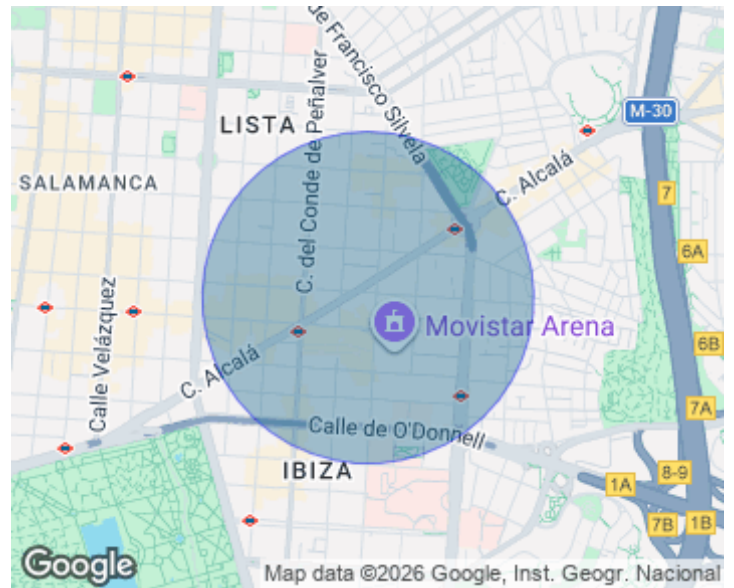 de Francisco Silvela
C. del Conde de Peñalver
LISTA
M-30
C. Alcalá
SALAMANCA
7
6A
Calle Velázquez
Movistar Arena
6B
C. Alcalá
7A
Calle de O'Donnell
IBIZA
8-9
1A
7B
1B
Google
Map data ©2026 Google, Inst. Geogr. Nacional